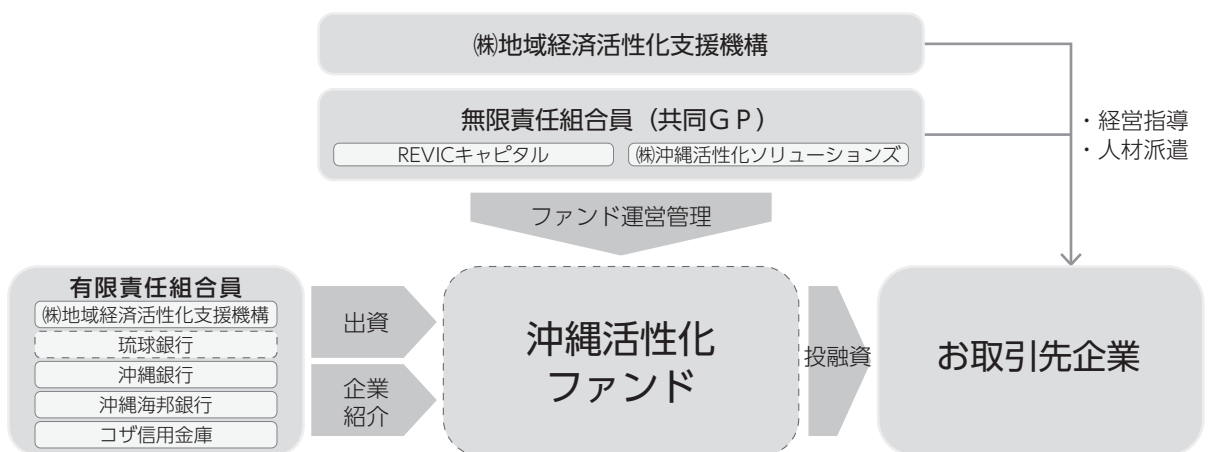 ㈱地域経済活性化支援機構
無限責任組合員（共同ＧＰ）
REVICキャピタル
㈱沖縄活性化ソリューションズ
・経営指導
・人材派遣
ファンド運営管理
有限責任組合員
㈱地域経済活性化支援機構
琉球銀行
沖縄銀行
沖縄海邦銀行
コザ信用金庫
出資
企業
紹介
沖縄活性化
ファンド
投融資
お取引先企業